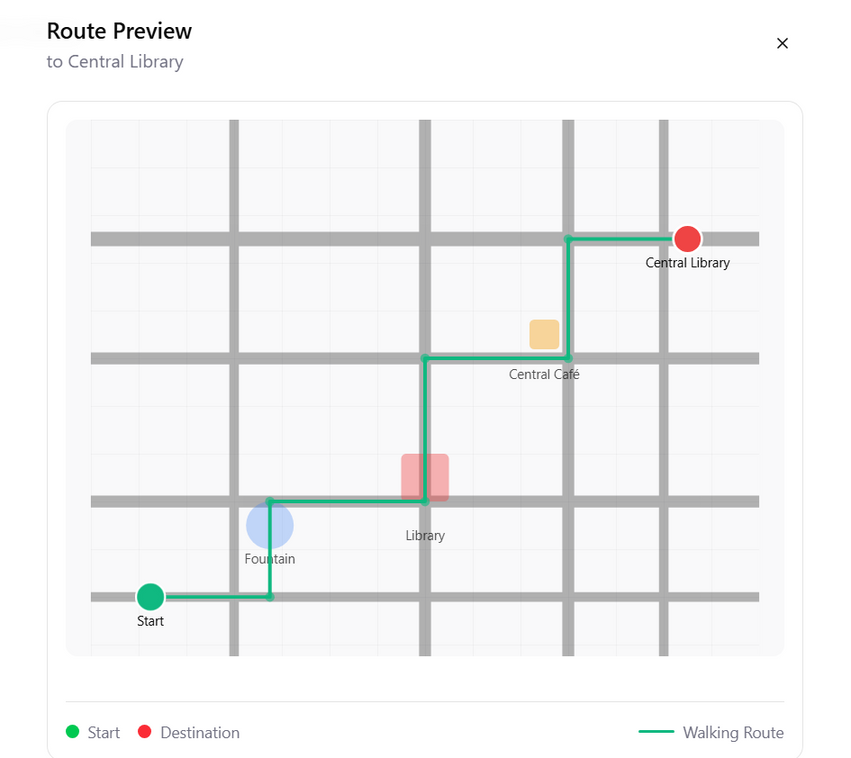 Route Preview
to Central Library
Central Library
Central Café
Library
Fountain
Start
Start
Destination
Walking Route